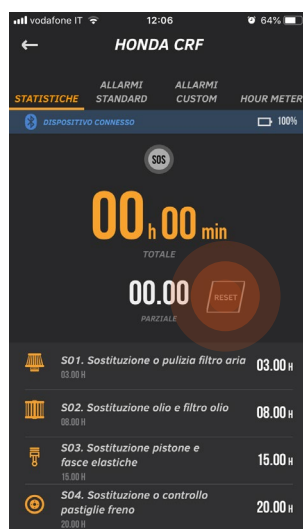 vodafone IT 12:06 64%
HONDA CRF
STATISTICHE ALLARMI STANDARD ALLARMI CUSTOM HOUR METER
DISPOSITIVO CONNESSO 100%
SOS
00 h 00 min
TOTALE
00.00 RESET
PARZIALE
S01. Sostituzione o pulizia filtro aria 03.00 H
03.00 H
S02. Sostituzione olio e filtro olio 08.00 H
08.00 H
S03. Sostituzione pistone e
fasce elastiche 15.00 H
15.00 H
S04. Sostituzione o controllo
pastiglie freno 20.00 H
20.00 H